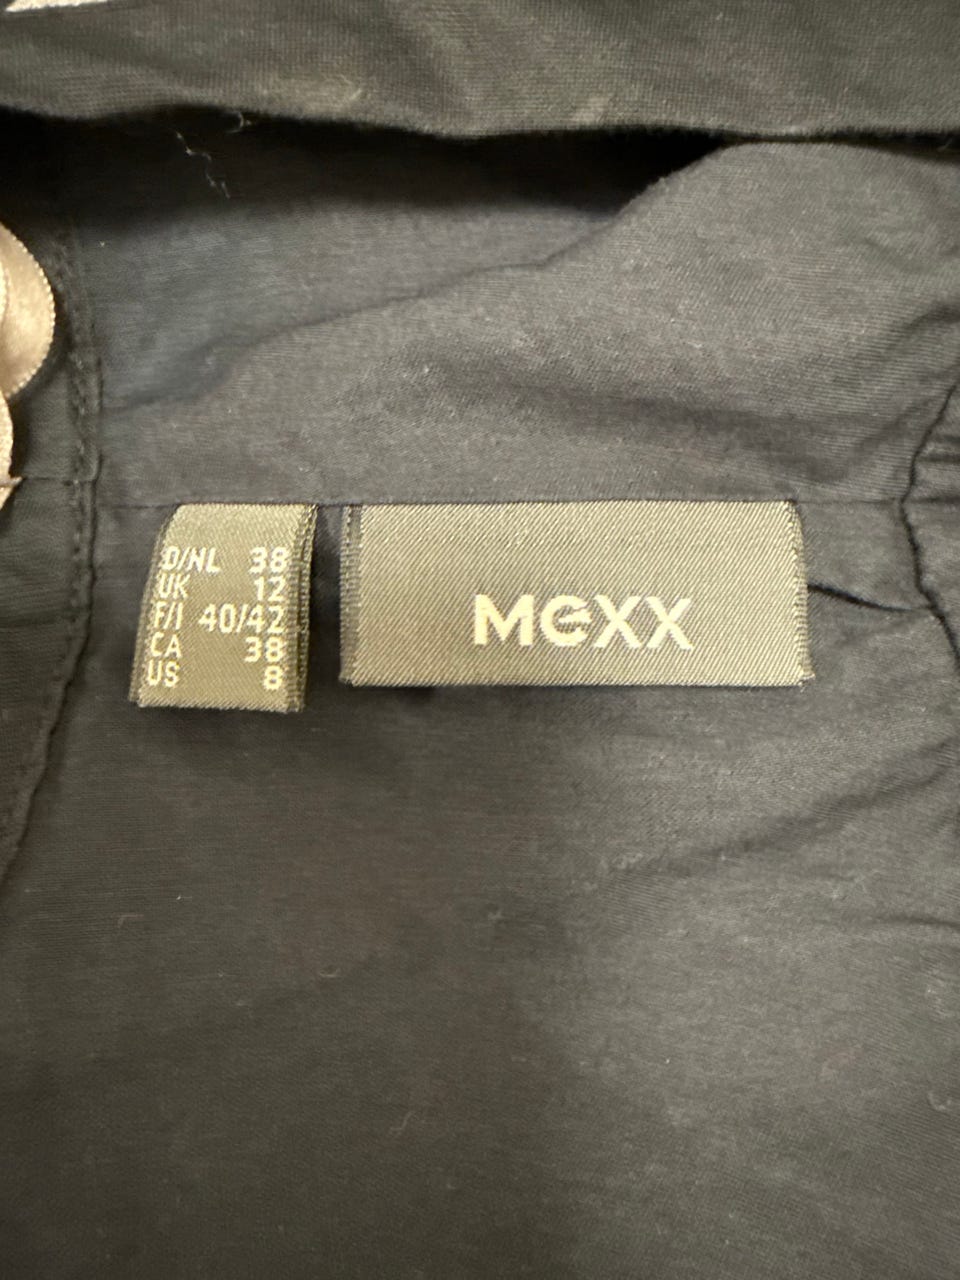 D/NL 38
UK 12
F/I 40/42
CA 38
US 8
MEXX